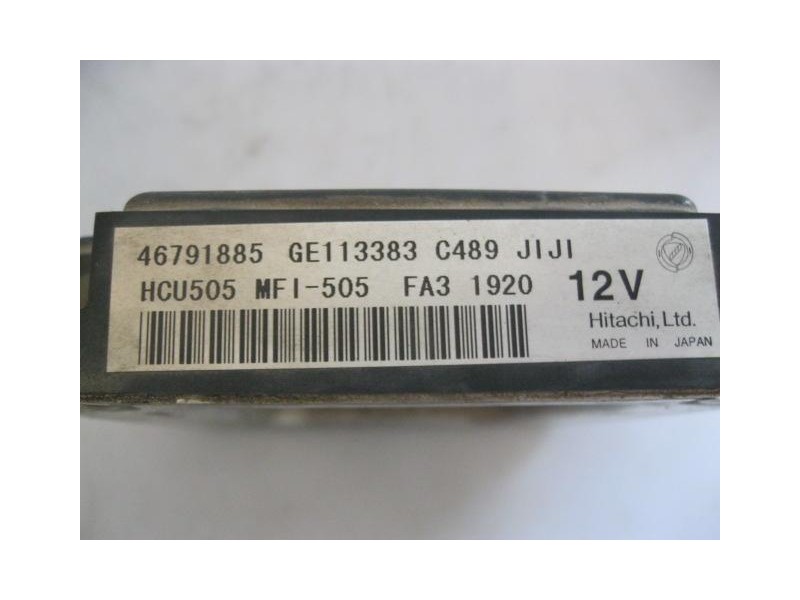 46791885 GE113383 C489 JIJI
HCU505 MFI-505 FA3 1920 12V
Hitachi, Ltd.
MADE IN JAPAN